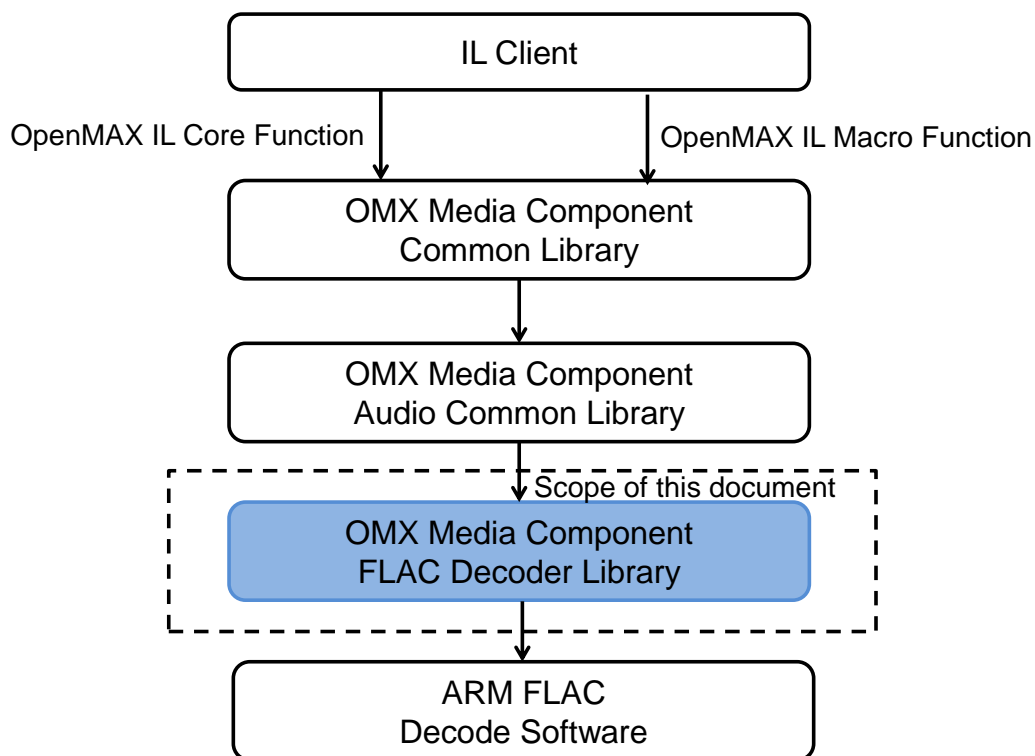 IL Client
OpenMAX IL Core Function
OpenMAX IL Macro Function
OMX Media Component
Common Library
OMX Media Component
Audio Common Library
Scope of this document
OMX Media Component
FLAC Decoder Library
ARM FLAC
Decode Software